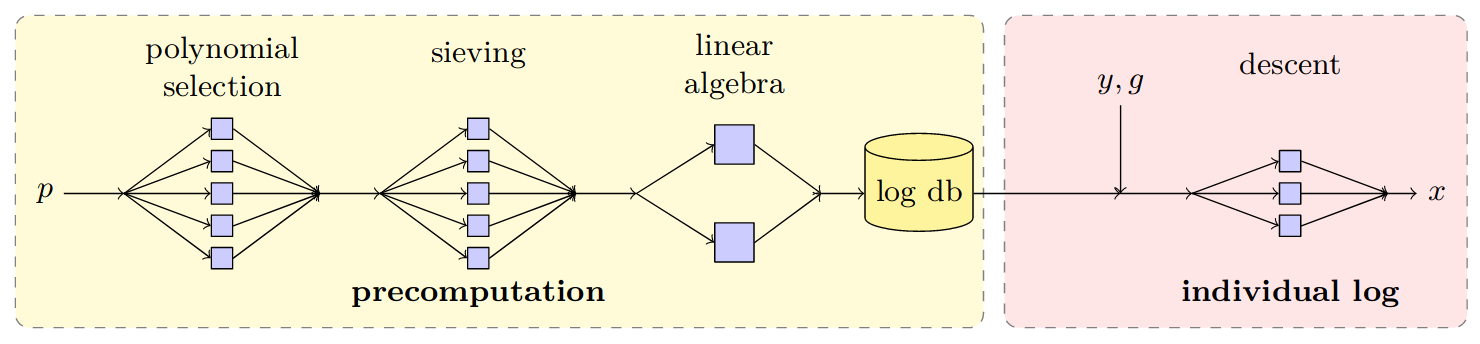 polynomial
selection
sieving
linear
algebra
p
log db
precomputation
y, g
descent
x
individual log